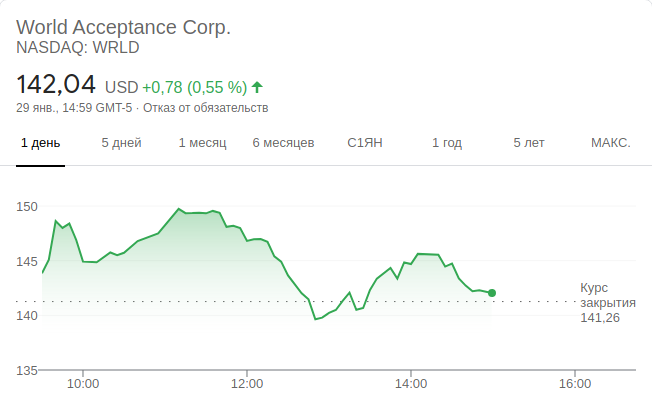 World Acceptance Corp.
NASDAQ: WRLD
142,04 USD +0,78 (0,55 %)
29 янв., 14:59 GMT-5 · Отказ от обязательств
1 день 5 дней 1 месяц 6 месяцев С1ЯН 1 год 5 лет МАКС.
150
145
Курс
закрытия
141,26
140
135
10:00 12:00 14:00 16:00